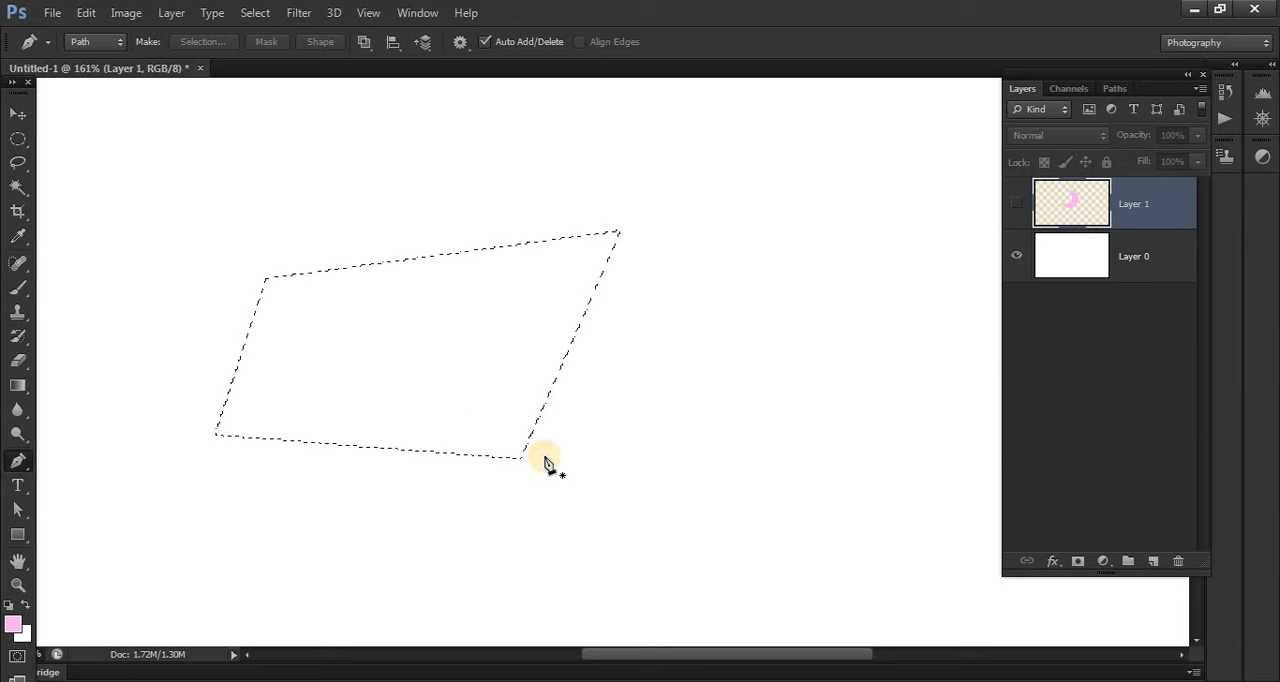 Ps File Edit Image Layer Type Select Filter 3D View Window Help
Path Make: Selection... Mask Shape Auto Add/Delete Align Edges Photography
Untitled-1 @ 161% (Layer 1, RGB/8) * ×
Layers Channels Paths
Kind T
Normal Opacity: 100%
Lock: Fill: 100%
Layer 1
Layer 0
T
fx
% Doc: 1.72M/1.30M
ridge